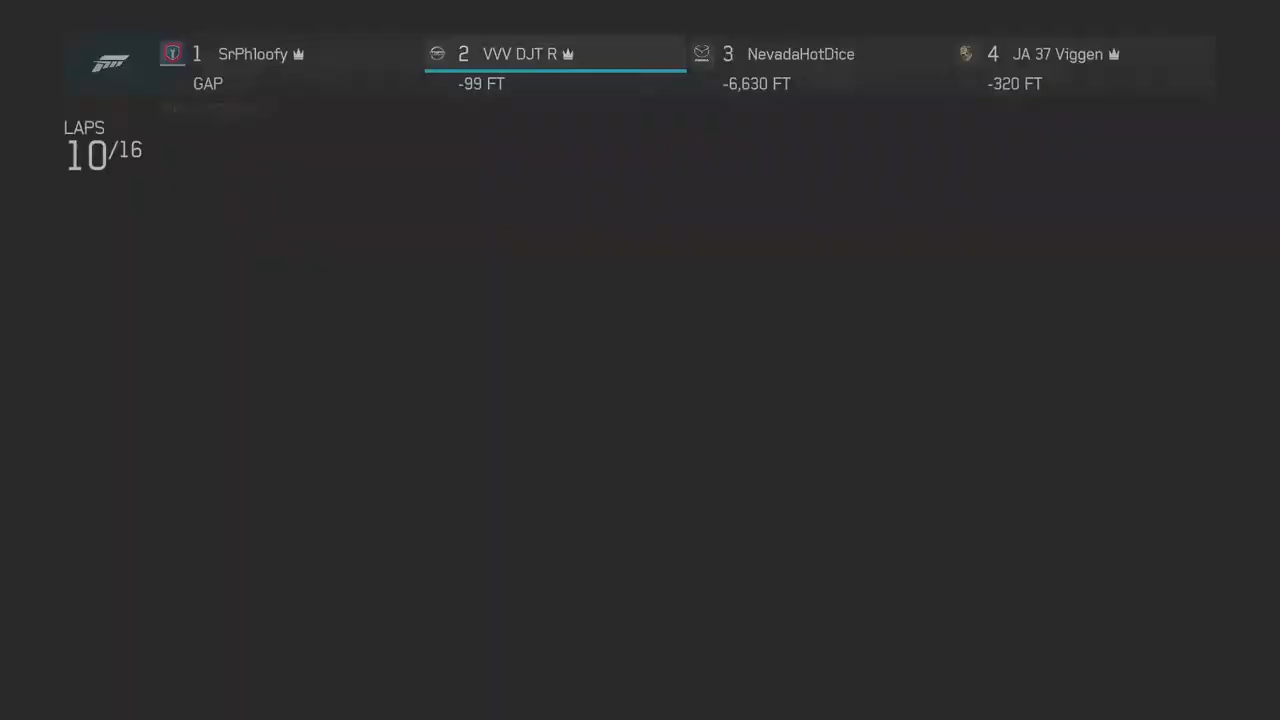 1 SrPhloofy
GAP
2 VVV DJT R
-99 FT
3 NevadaHotDice
-6,630 FT
4 JA 37 Viggen
-320 FT
LAPS
10/16